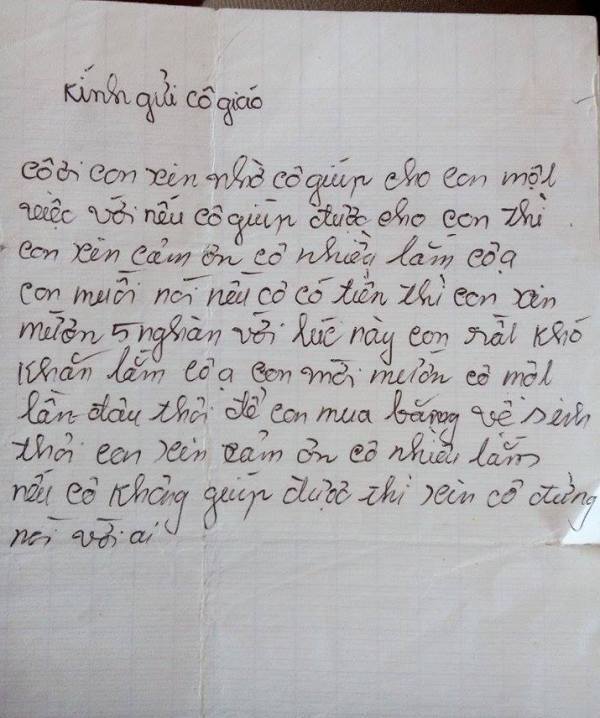 Kính gửi cô giáo
cô ơi con xin nhờ cô giúp cho con một
việc với nếu cô giúp được cho con thì
con xin cảm ơn cô nhiều lắm cô ạ
con muốn nói nếu cô có tiền thì con xin
mượn 5 nghàn với lúc này con rất khó
khăn lắm cô ạ con mới mượn cô một
lần đầu thôi để con mua băng vệ sinh
thôi con xin cảm ơn cô nhiều lắm
nếu cô không giúp được thì xin cô đừng
nói với ai